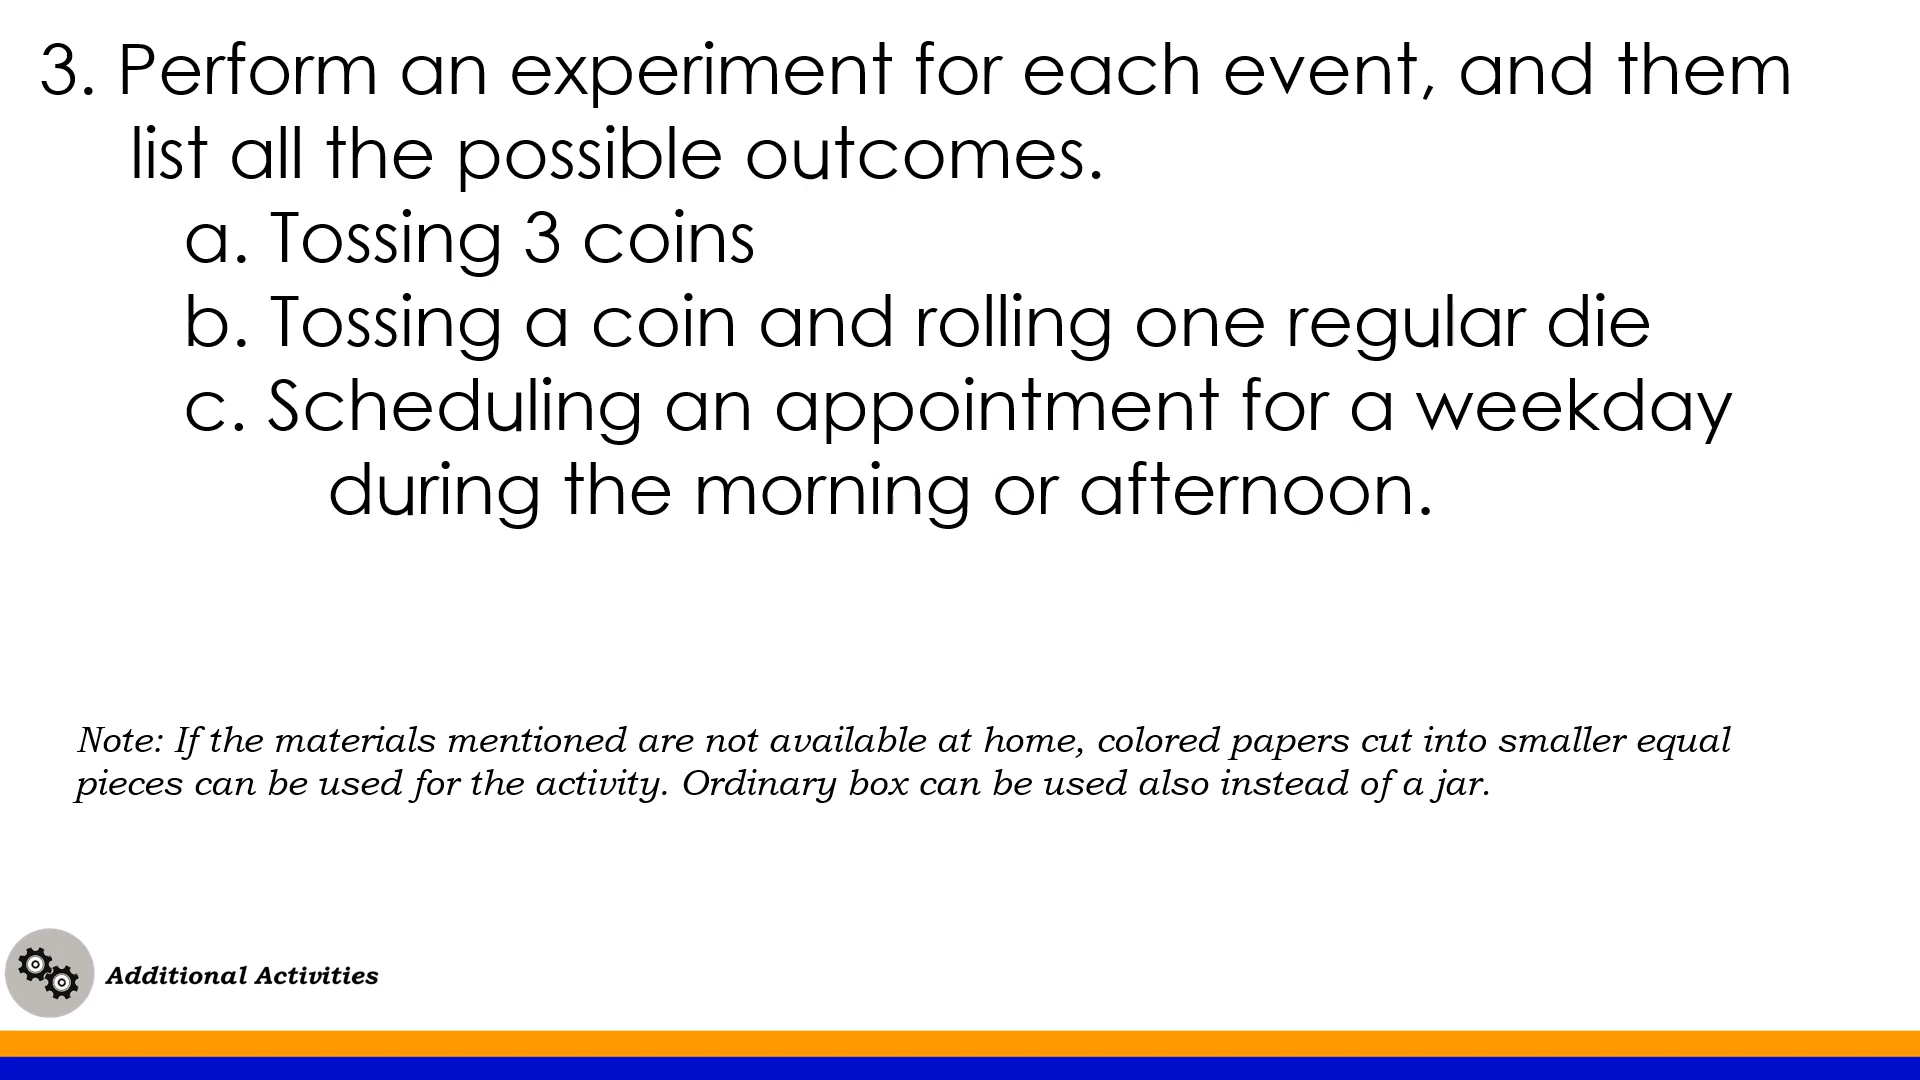 3. Perform an experiment for each event, and them
list all the possible outcomes.
a. Tossing 3 coins
b. Tossing a coin and rolling one regular die
c. Scheduling an appointment for a weekday
during the morning or afternoon.
Note: If the materials mentioned are not available at home, colored papers cut into smaller equal
pieces can be used for the activity. Ordinary box can be used also instead of a jar.
Additional Activities